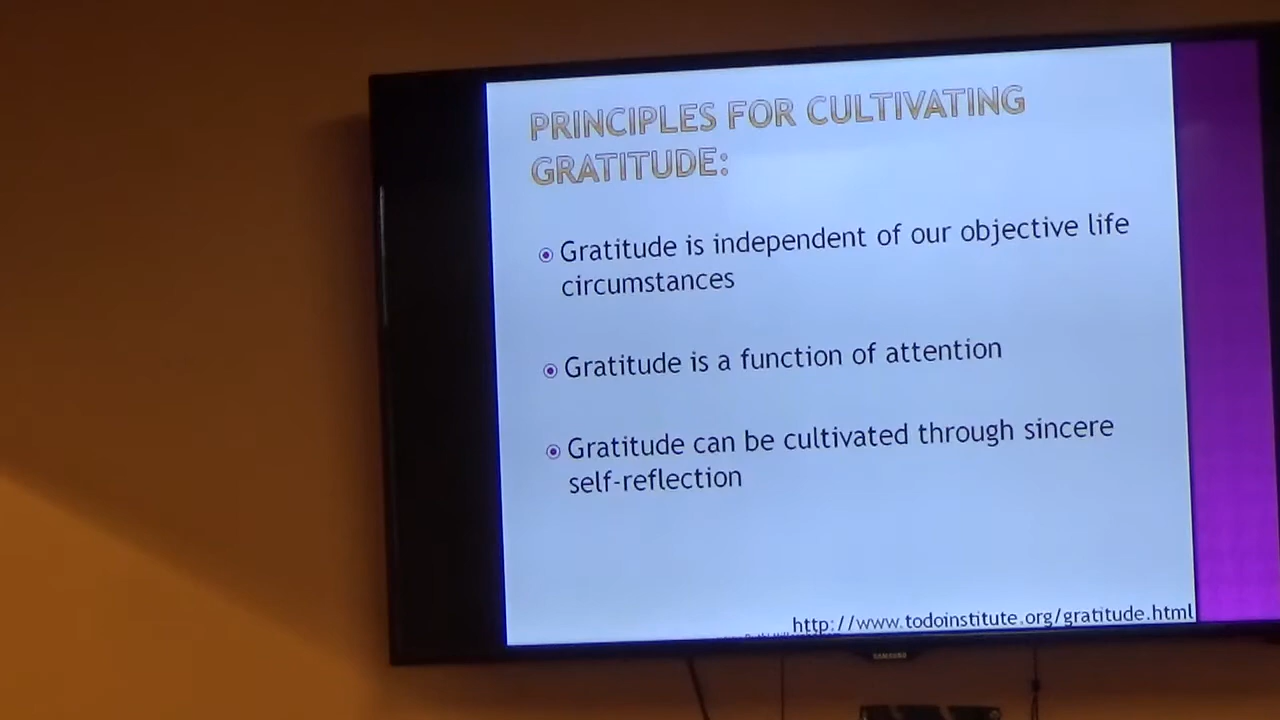 PRINCIPLES FOR CULTIVATING
GRATITUDE:
Gratitude is independent of our objective life
circumstances
Gratitude is a function of attention
Gratitude can be cultivated through sincere
self-reflection
http://www.todoinstitute.org/gratitude.html
SAMSUNG